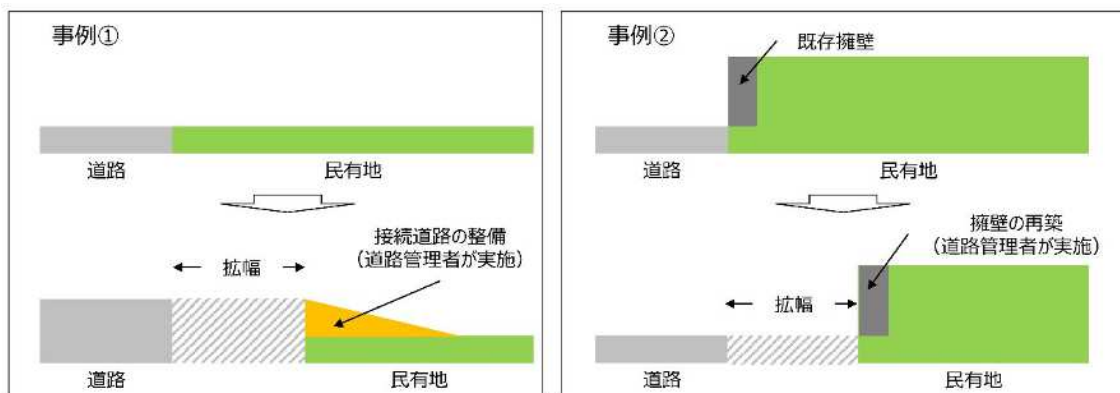 事例①
道路
民有地
接続道路の整備
（道路管理者が実施）
拡幅
道路
民有地
事例②
既存擁壁
道路
民有地
擁壁の再築
（道路管理者が実施）
拡幅
道路
民有地